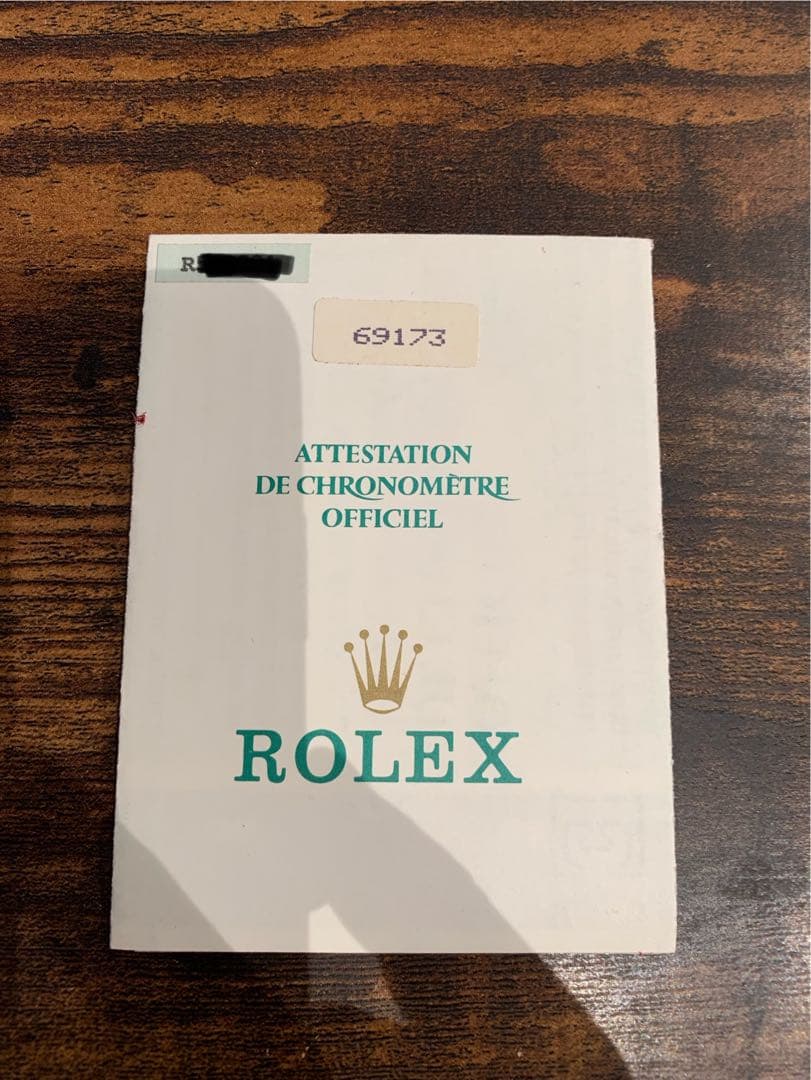 R
69173
ATTESTATION
DE CHRONOMÈTRE
OFFICIEL
ROLEX